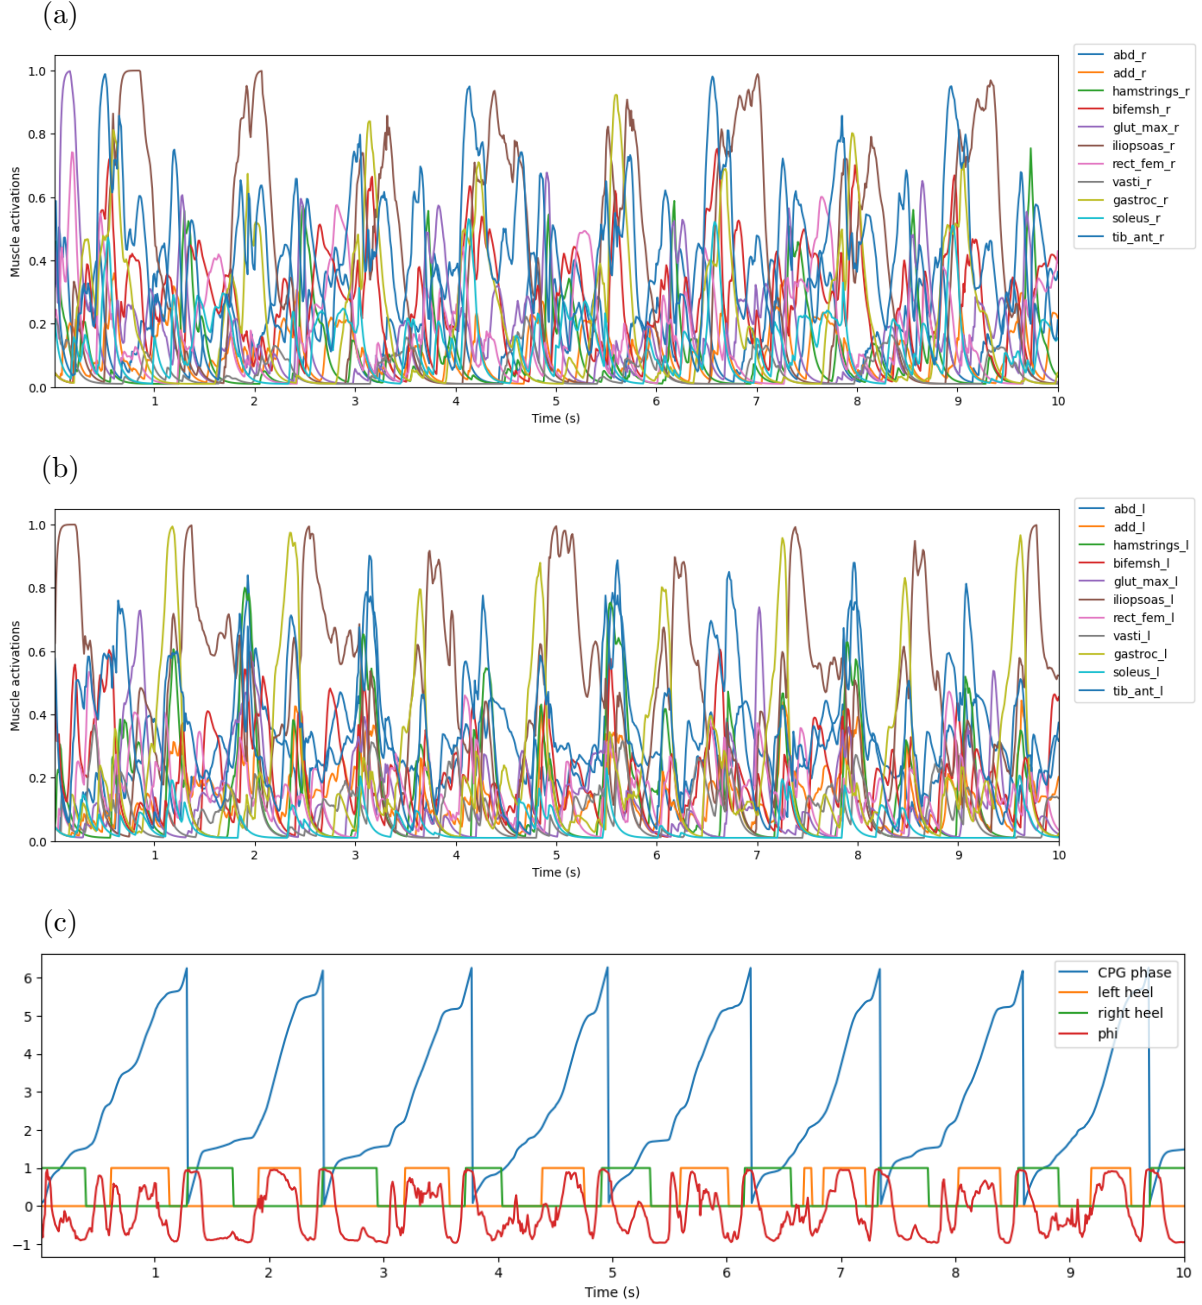 (a)
1.0
0.8
0.6
0.4
0.2
0.0
Muscle activations
1 2 3 4 5 6 7 8 9 10
Time (s)
abd_r
add_r
hamstrings_r
bifemsh_r
glut_max_r
iliopsoas_r
rect_fem_r
vasti_r
gastroc_r
soleus_r
tib_ant_r
(b)
1.0
0.8
0.6
0.4
0.2
0.0
Muscle activations
1 2 3 4 5 6 7 8 9 10
Time (s)
abd_l
add_l
hamstrings_l
bifemsh_l
glut_max_l
iliopsoas_l
rect_fem_l
vasti_l
gastroc_l
soleus_l
tib_ant_l
(c)
6
5
4
3
2
1
0
−1
1 2 3 4 5 6 7 8 9 10
Time (s)
CPG phase
left heel
right heel
phi